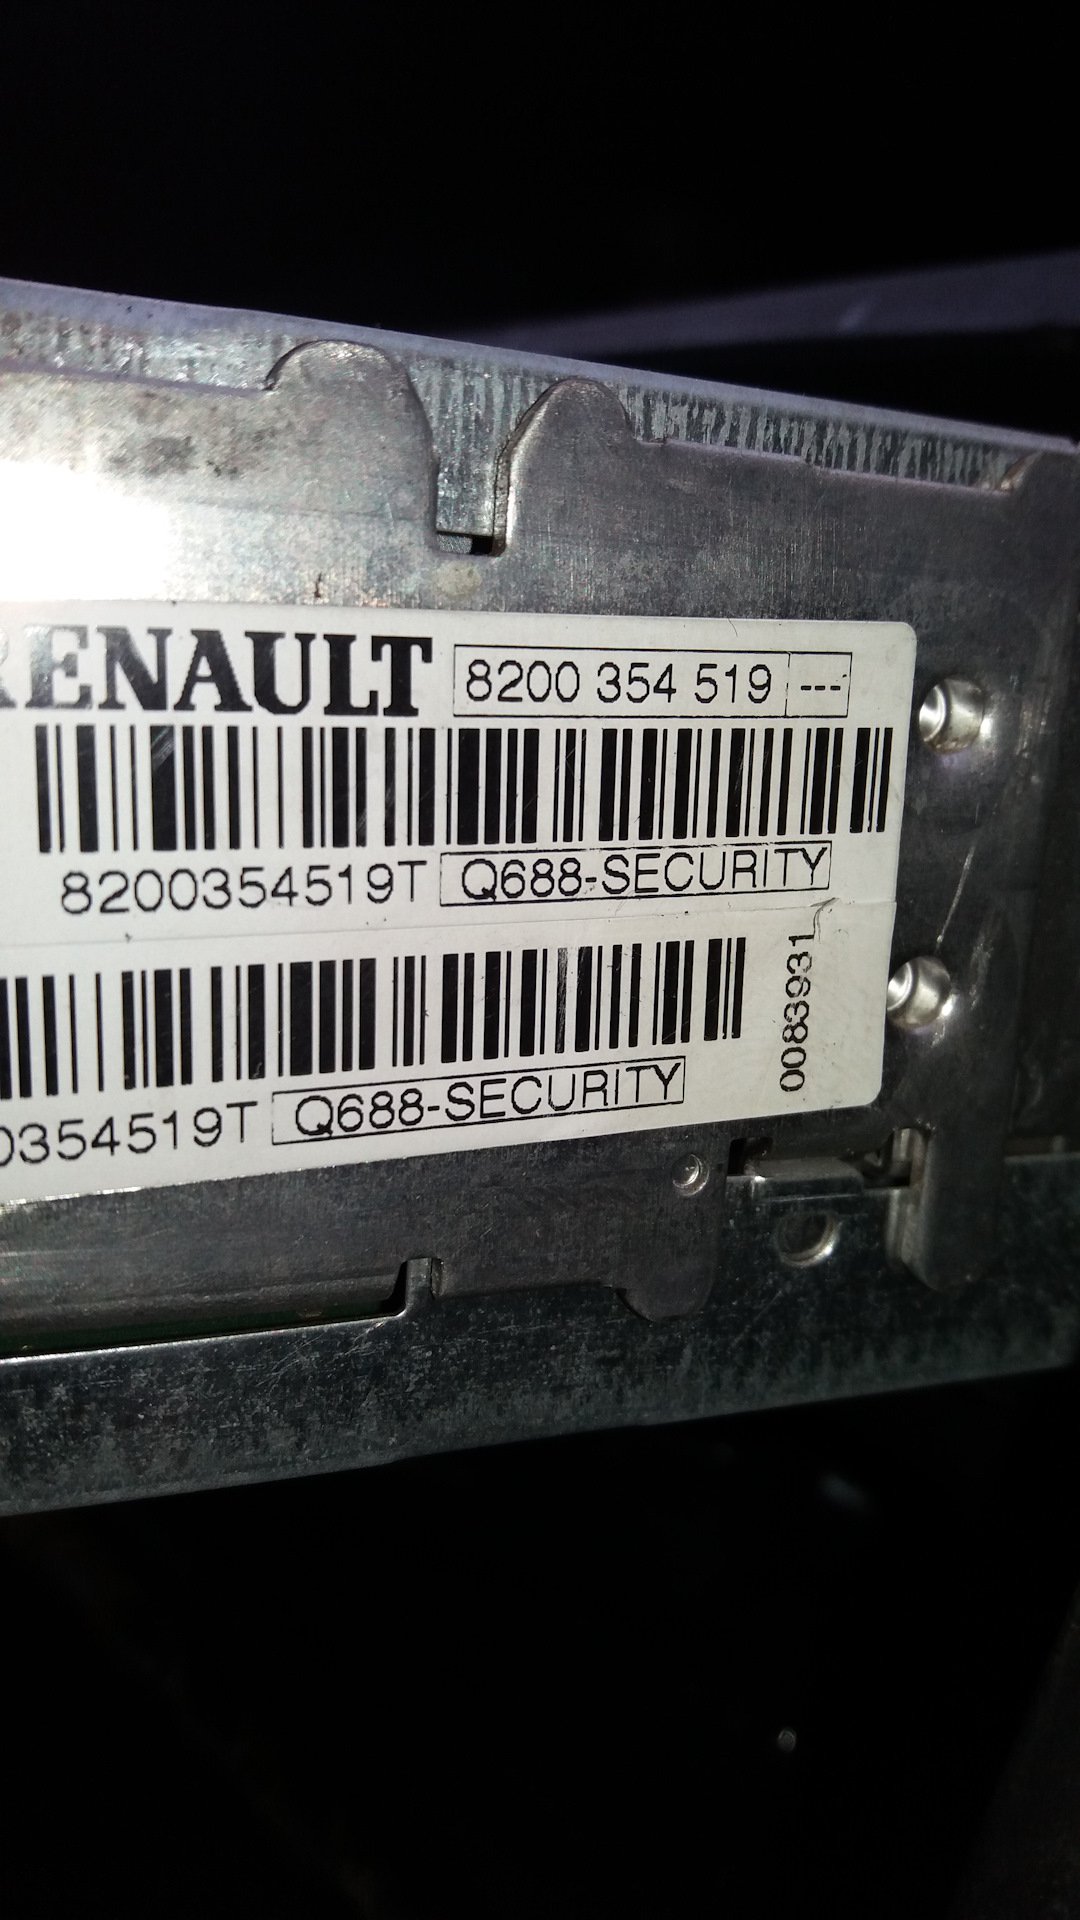 RENAULT 8200 354 519 ---
8200354519T Q688-SECURITY
0354519T Q688-SECURITY
0083931